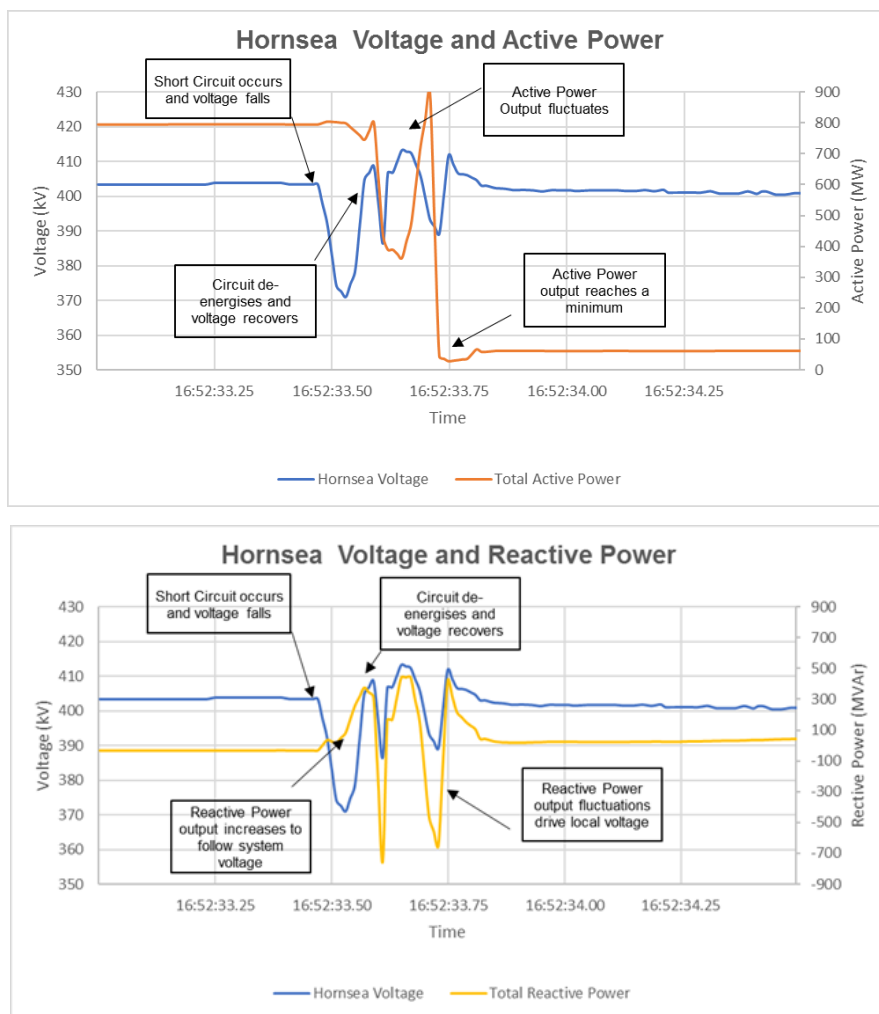 Hornsea Voltage and Active Power
Short Circuit occurs
and voltage falls
Active Power
Output fluctuates
Circuit de-
energises and
voltage recovers
Active Power
output reaches a
minimum
Voltage (kV)
430
420
410
400
390
380
370
360
350
Active Power (MW)
900
800
700
600
500
400
300
200
100
0
16:52:33.25
16:52:33.50
16:52:33.75
16:52:34.00
16:52:34.25
Time
Hornsea Voltage
Total Active Power
Hornsea Voltage and Reactive Power
Short Circuit occurs
and voltage falls
Circuit de-
energises and
voltage recovers
Reactive Power
output increases to
follow system
voltage
Reactive Power
output fluctuations
drive local voltage
Voltage (kV)
430
420
410
400
390
380
370
360
350
Rective Power (MVAr)
900
700
500
300
100
-100
-300
-500
-700
-900
16:52:33.25
16:52:33.50
16:52:33.75
16:52:34.00
16:52:34.25
Time
Hornsea Voltage
Total Reactive Power